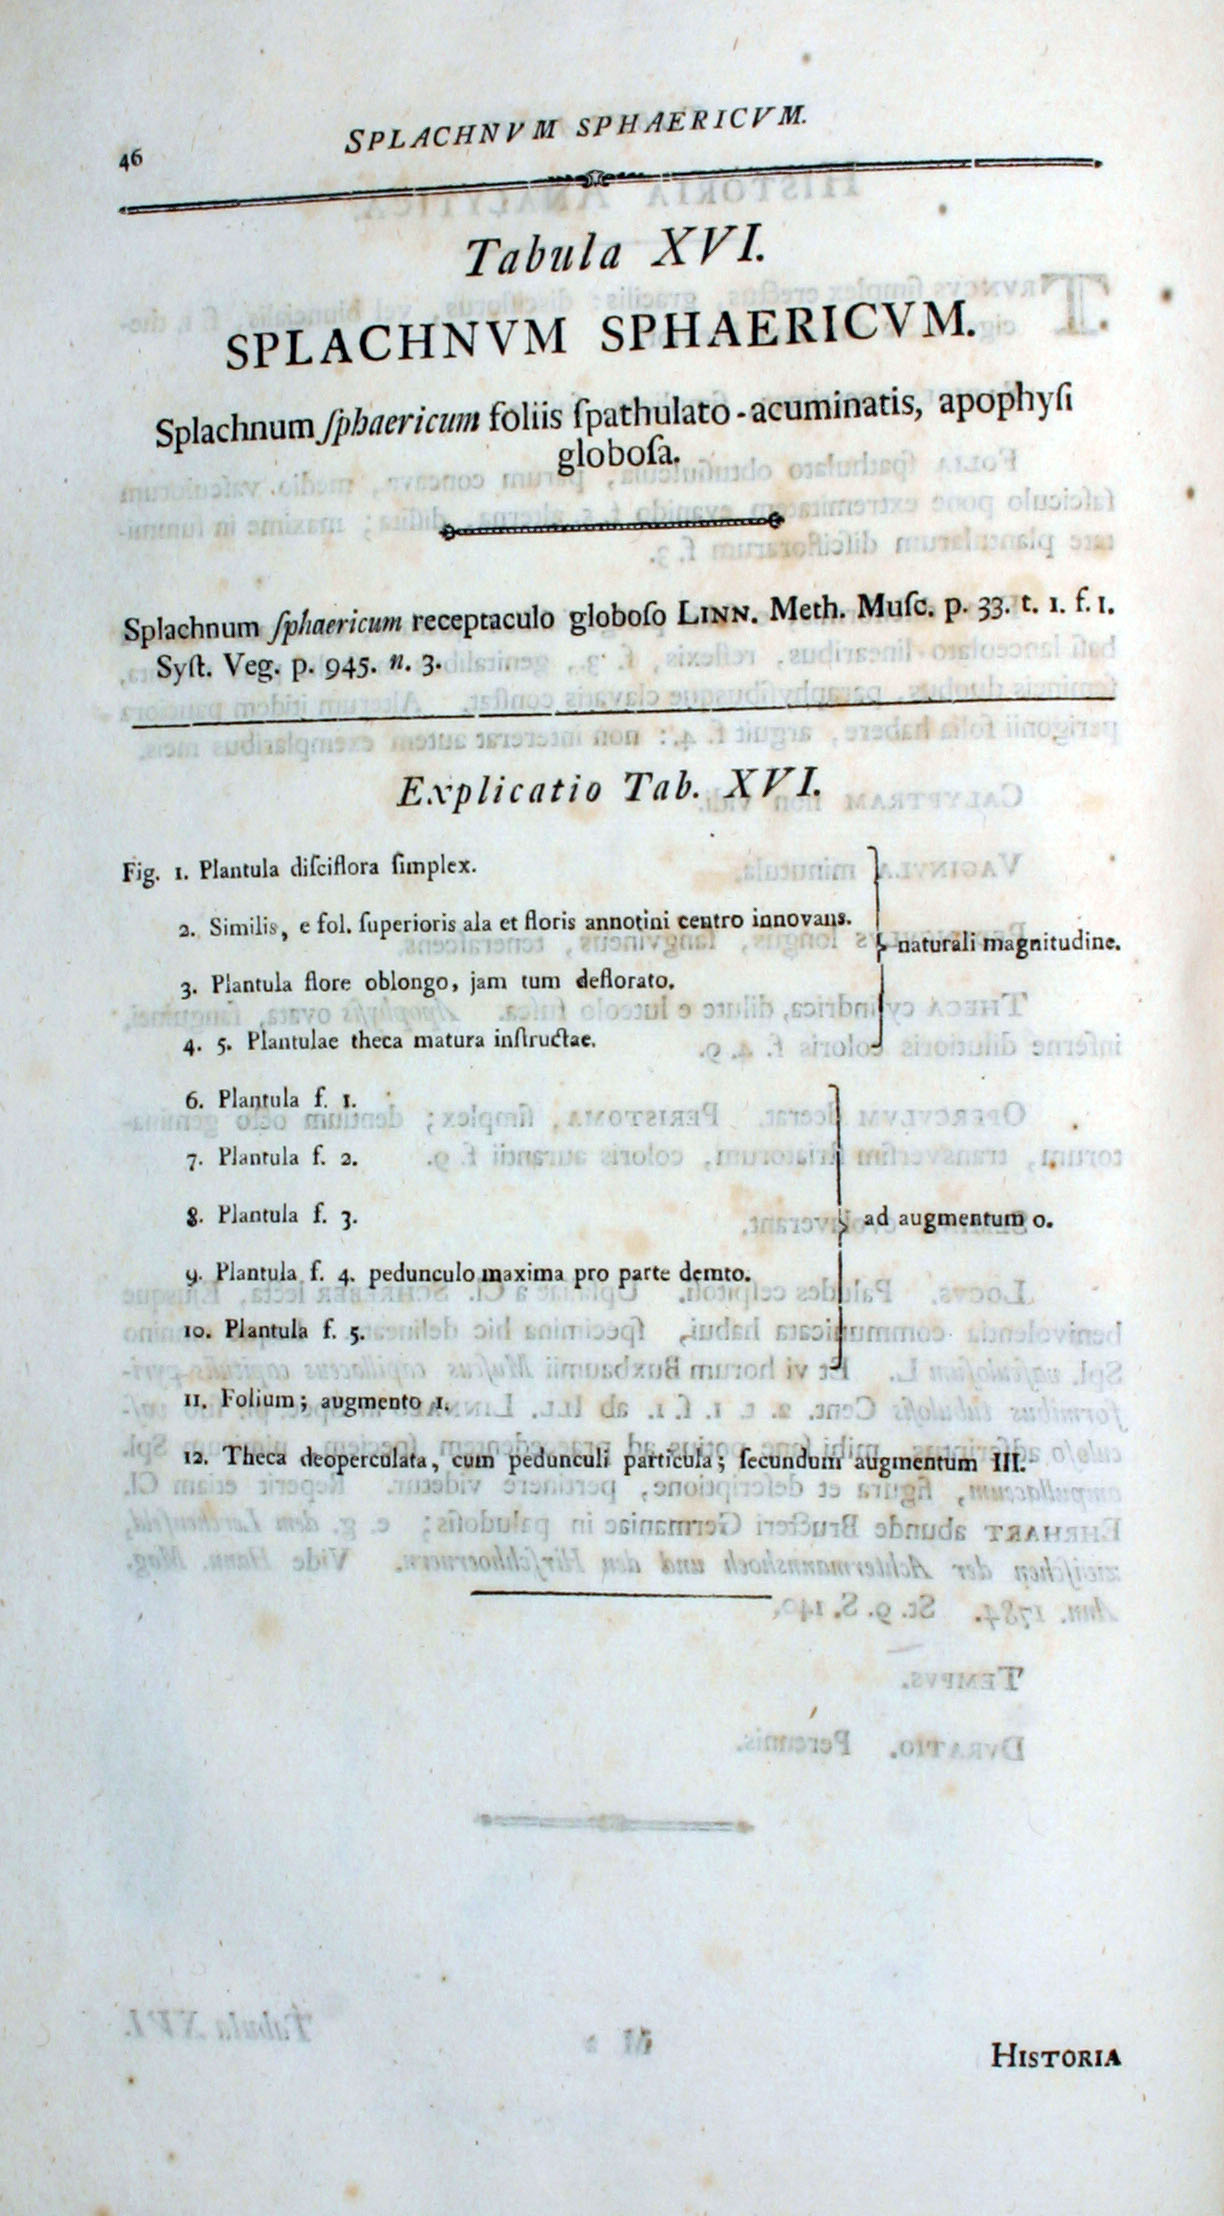 46
SPLACHNVM SPHAERICVM.
Tabula XVI.
SPLACHNVM SPHAERICVM.
Splachnum ſphaericum foliis ſpathulato-acuminatis, apophyſi
globoſa.
Splachnum ſphaericum receptaculo globoſo LINN. Meth. Muſc. p. 33. t. 1. f. 1.
Syſt. Veg. p. 945. n. 3.
Explicatio Tab. XVI.
Fig. 1. Plantula diſciflora ſimplex.
2. Similis, e fol. ſuperioris ala et floris annotini centro innovans.
naturali magnitudine.
3. Plantula flore oblongo, jam tum deflorato.
4. 5. Plantulae theca matura inſtructae.
6. Plantula f. 1.
7. Plantula f. 2.
8. Plantula f. 3.
ad augmentum 0.
9. Plantula f. 4. pedunculo maxima pro parte demto.
10. Plantula f. 5.
11. Folium; augmento 1.
12. Theca deoperculata, cum pedunculi particula; ſecundum augmentum III.
HISTORIA